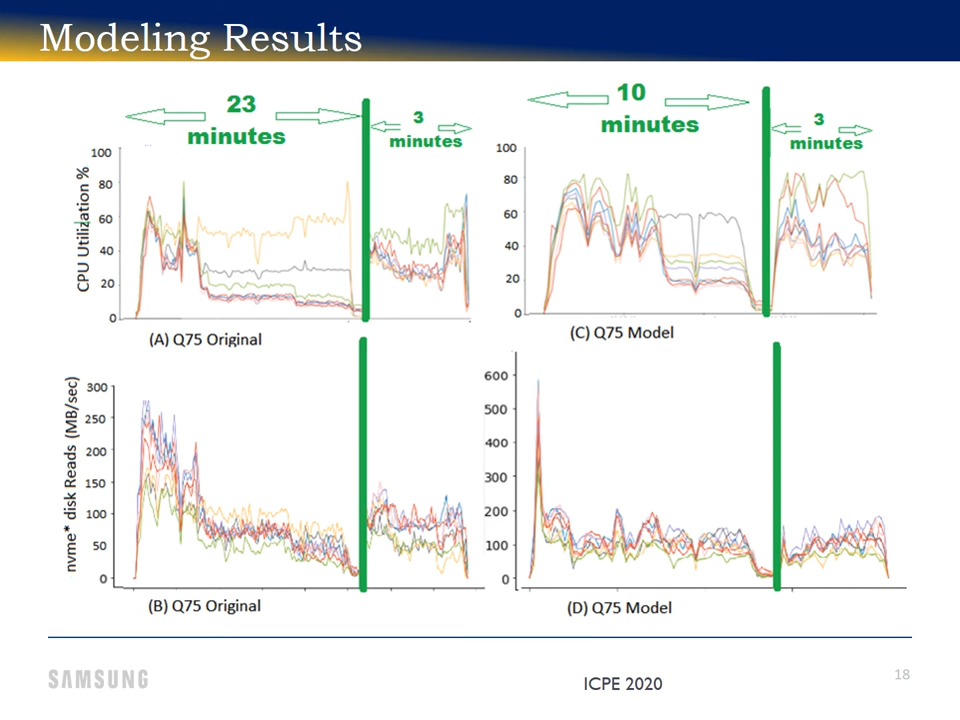 Modeling Results
23
minutes
3
minutes
10
minutes
3
minutes
CPU Utilization %
100
80
60
40
20
0
(A) Q75 Original
100
80
60
40
20
0
(C) Q75 Model
nvme* disk Reads (MB/sec)
300
250
200
150
100
50
0
(B) Q75 Original
600
500
400
300
200
100
0
(D) Q75 Model
SAMSUNG
ICPE 2020
18